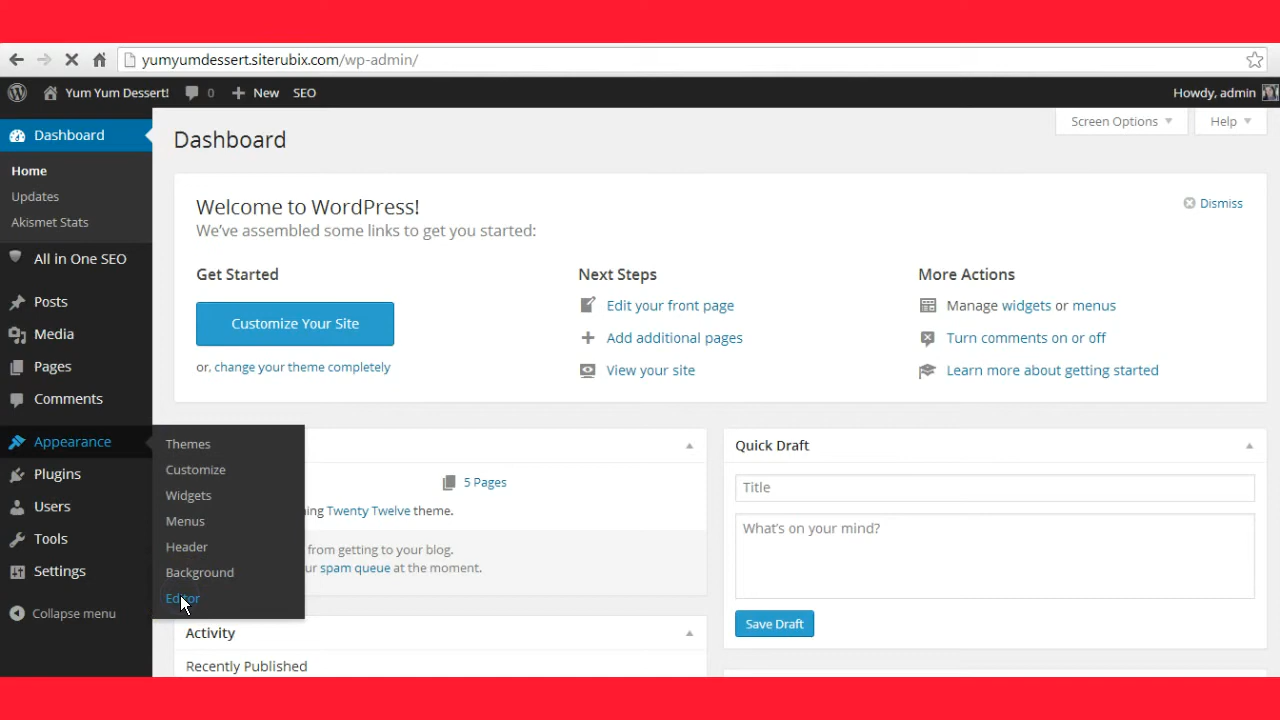 yumyumdessert.siterubix.com/wp-admin/
Yum Yum Dessert! 0 New SEO Howdy, admin
Dashboard
Home
Updates
Akismet Stats
All in One SEO
Posts
Media
Pages
Comments
Appearance
Plugins
Users
Tools
Settings
Collapse menu
Themes
Customize
Widgets
Menus
Header
Background
Editor
Screen Options Help
Dashboard
Welcome to WordPress!
We've assembled some links to get you started:
Dismiss
Get Started
Customize Your Site
or, change your theme completely
Next Steps
Edit your front page
Add additional pages
View your site
More Actions
Manage widgets or menus
Turn comments on or off
Learn more about getting started
5 Pages
ning Twenty Twelve theme.
from getting to your blog.
ur spam queue at the moment.
Activity
Recently Published
Quick Draft
Title
What's on your mind?
Save Draft